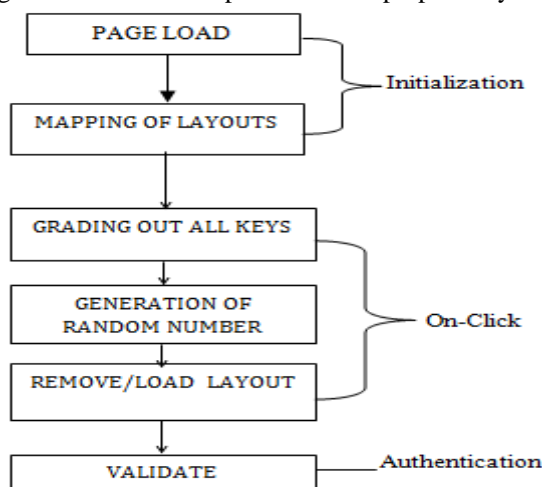 PAGE LOAD
Initialization
MAPPING OF LAYOUTS
GRADING OUT ALL KEYS
GENERATION OF
RANDOM NUMBER
On-Click
REMOVE/LOAD LAYOUT
VALIDATE
Authentication